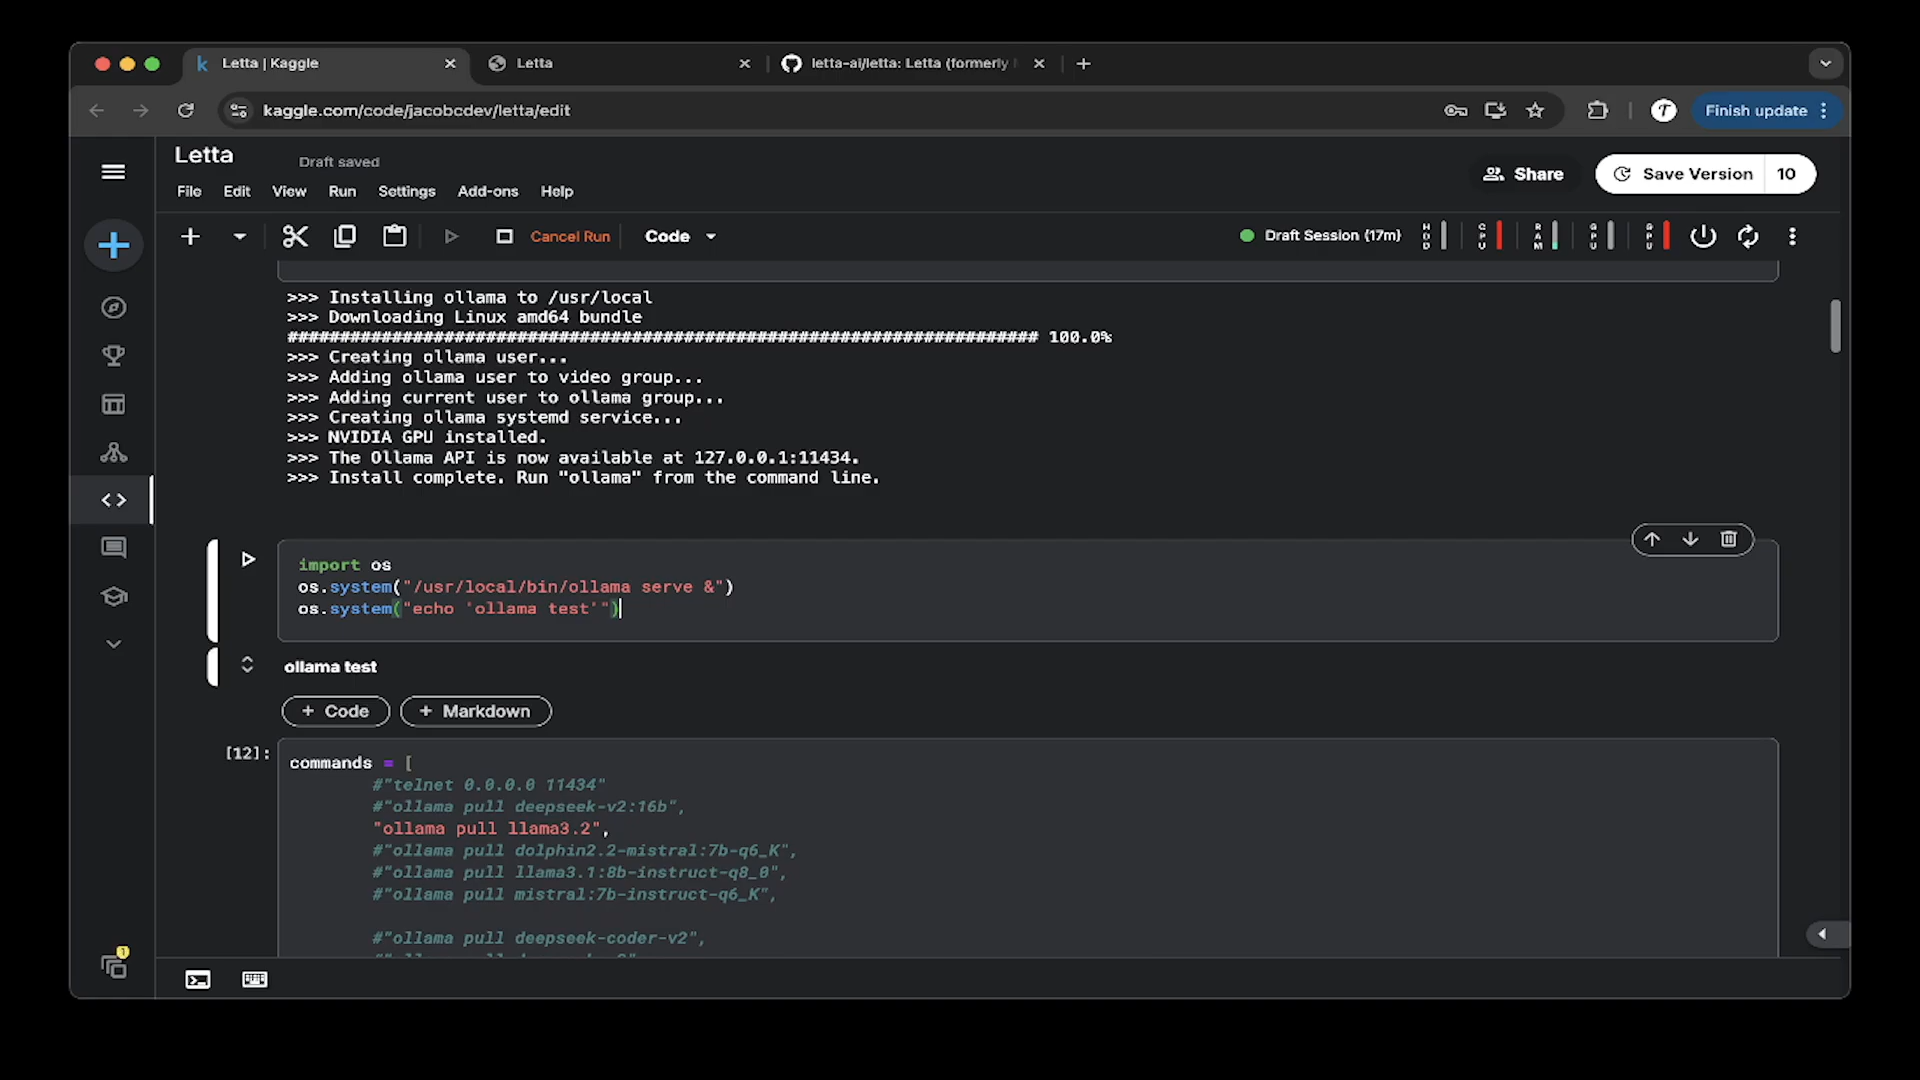 Letta | Kaggle
Letta
letta-ai/letta: Letta (formerly
kaggle.com/code/jacobcdev/letta/edit
Finish update
Letta
Draft saved
File Edit View Run Settings Add-ons Help
Share
Save Version 10
Cancel Run
Code
Draft Session (17m)
HDD
CPU
RAM
GPU
GPU
>>> Installing ollama to /usr/local
>>> Downloading Linux amd64 bundle
######################################################################## 100.0%
>>> Creating ollama user...
>>> Adding ollama user to video group...
>>> Adding current user to ollama group...
>>> Creating ollama systemd service...
>>> NVIDIA GPU installed.
>>> The Ollama API is now available at 127.0.0.1:11434.
>>> Install complete. Run "ollama" from the command line.
import os
os.system("/usr/local/bin/ollama serve &")
os.system("echo 'ollama test'")
ollama test
+ Code
+ Markdown
[12]:
commands = [
#"telnet 0.0.0.0 11434"
#"ollama pull deepseek-v2:16b",
"ollama pull llama3.2",
#"ollama pull dolphin2.2-mistral:7b-q6_K",
#"ollama pull llama3.1:8b-instruct-q8_0",
#"ollama pull mistral:7b-instruct-q6_K",
#"ollama pull deepseek-coder-v2",
1